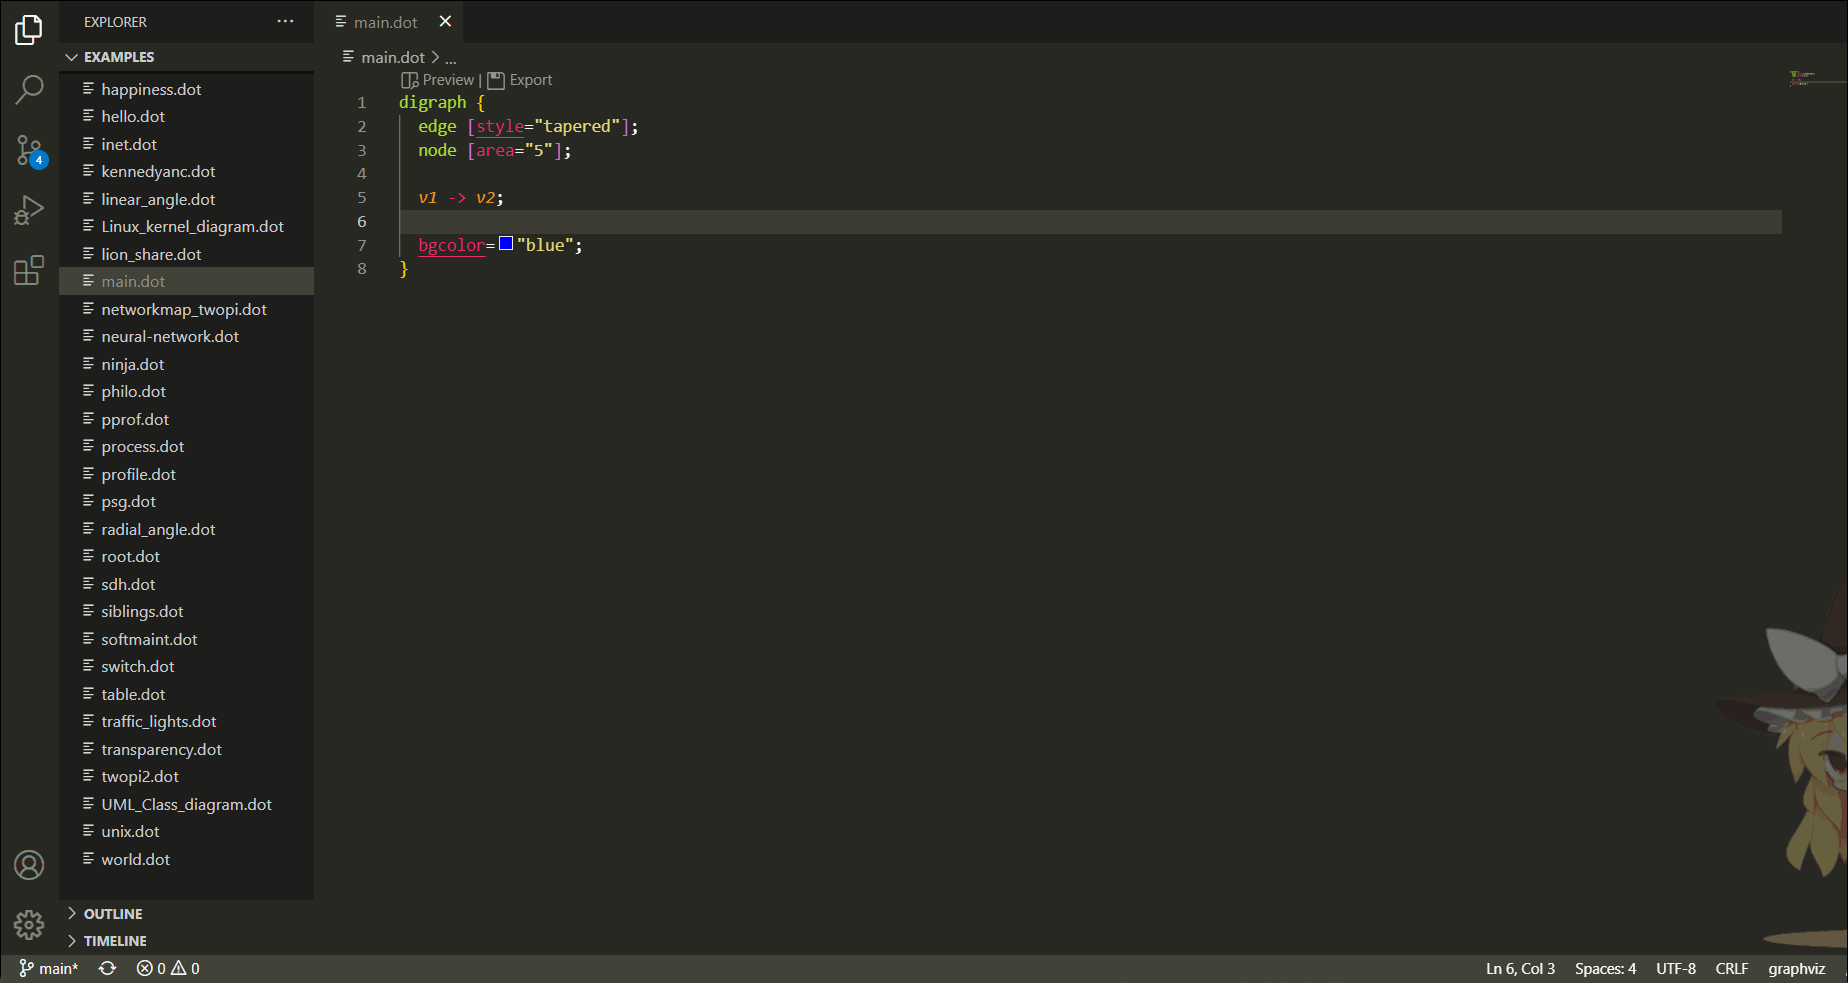 EXPLORER
EXAMPLES
happiness.dot
hello.dot
inet.dot
kennedyanc.dot
linear_angle.dot
Linux_kernel_diagram.dot
lion_share.dot
main.dot
networkmap_twopi.dot
neural-network.dot
ninja.dot
philo.dot
pprof.dot
process.dot
profile.dot
psg.dot
radial_angle.dot
root.dot
sdh.dot
siblings.dot
softmaint.dot
switch.dot
table.dot
traffic_lights.dot
transparency.dot
twopi2.dot
UML_Class_diagram.dot
unix.dot
world.dot
OUTLINE
TIMELINE
4
main.dot
main.dot > ...
Preview | Export
1 digraph {
2 edge [style="tapered"];
3 node [area="5"];
4
5 v1 -> v2;
6
7 bgcolor="blue";
8 }
main* 0 0 Ln 6, Col 3 Spaces: 4 UTF-8 CRLF graphviz